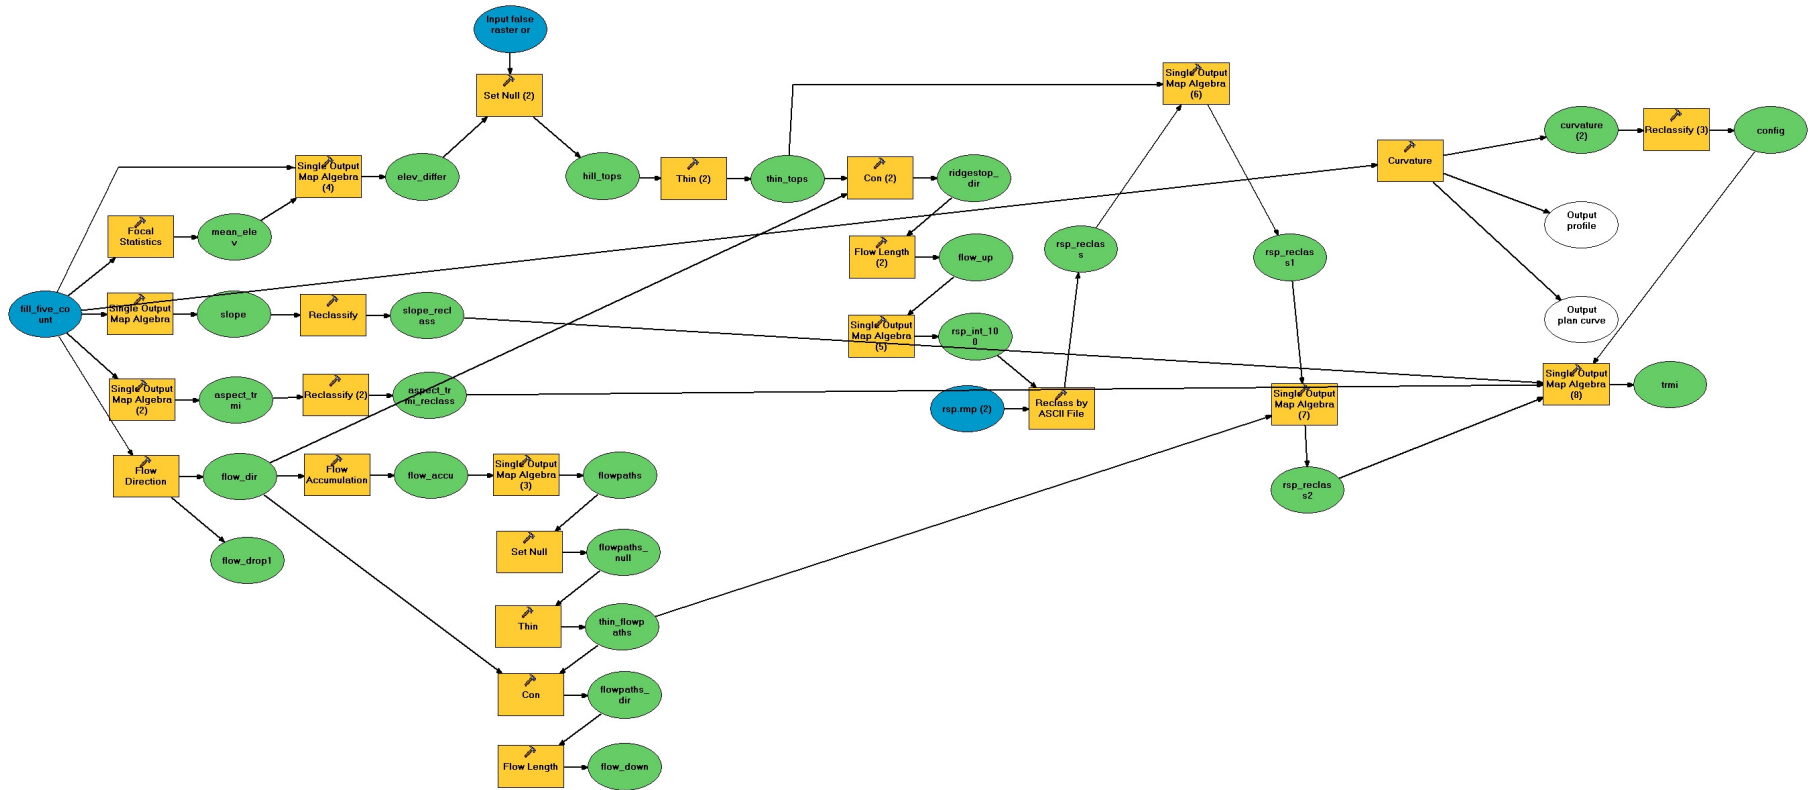 Input false
raster or
Set Null (2)
Single Output
Map Algebra
(6)
curvature
(2)
Reclassify (3)
config
Single Output
Map Algebra
(4)
elev_differ
hill_tops
Thin (2)
thin_tops
Con (2)
ridgestop_
dir
Curvature
Output
profile
Focal
Statistics
mean_ele
v
Flow Length
(2)
flow_up
rsp_reclas
s
rsp_reclas
s1
fill_five_co
unt
Single Output
Map Algebra
slope
Reclassify
slope_recl
ass
Single Output
Map Algebra
(5)
rsp_int_10
0
Output
plan curve
Single Output
Map Algebra
(2)
aspect_tr
mi
Reclassify (2)
aspect_tr
mi_reclass
rsp.rmp (2)
Reclass by
ASCII File
Single Output
Map Algebra
(7)
Single Output
Map Algebra
(8)
trmi
Flow
Direction
flow_dir
Flow
Accumulation
flow_accu
Single Output
Map Algebra
(3)
flowpaths
rsp_reclas
s2
flow_drop1
Set Null
flowpaths_
null
Thin
thin_flowp
aths
Con
flowpaths_
dir
Flow Length
flow_down